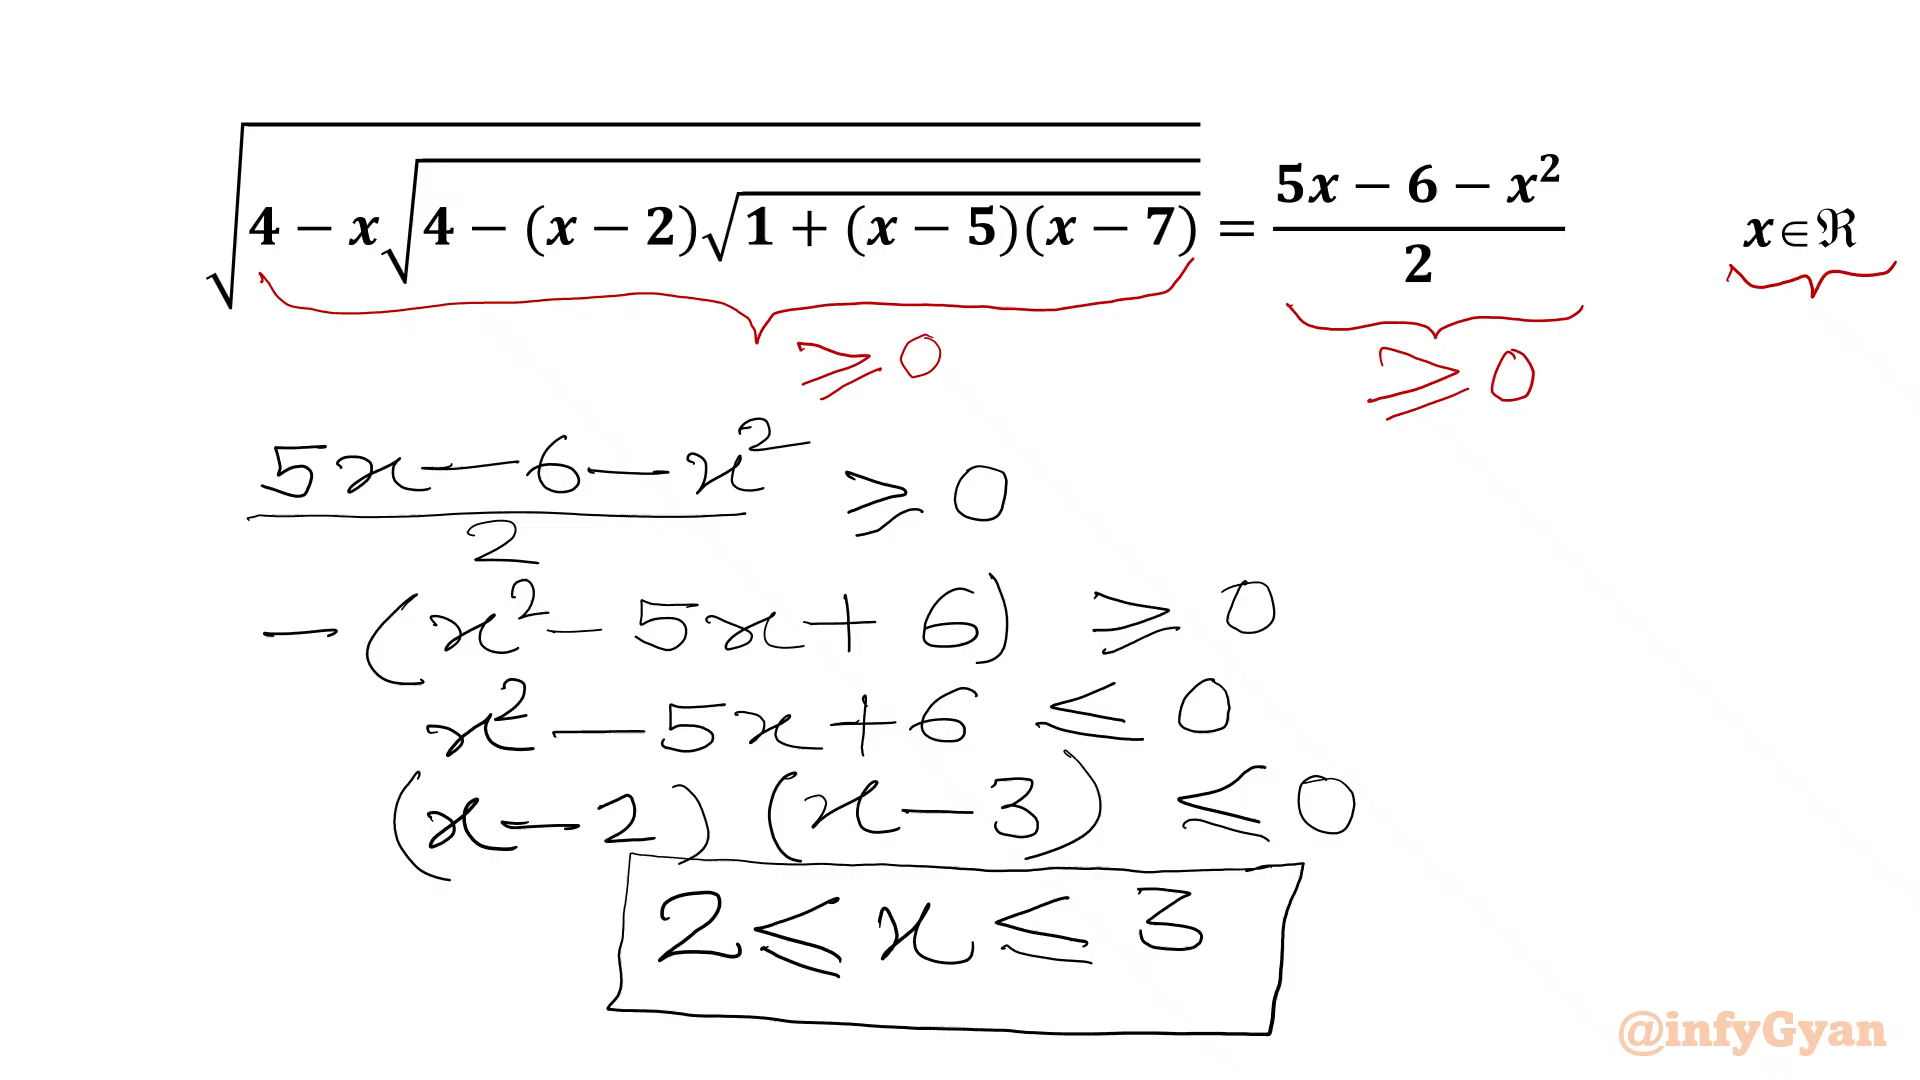 √(4 − x√(4 − (x − 2)√(1 + (x − 5)(x − 7)))) = (5x − 6 − x²)/2    x ∈ ℜ
≥ 0    ≥ 0
(5x − 6 − x²)/2 ≥ 0
− (x² − 5x + 6) ≥ 0
x² − 5x + 6 ≤ 0
(x − 2) (x − 3) ≤ 0
2 ≤ x ≤ 3
@infyGyan